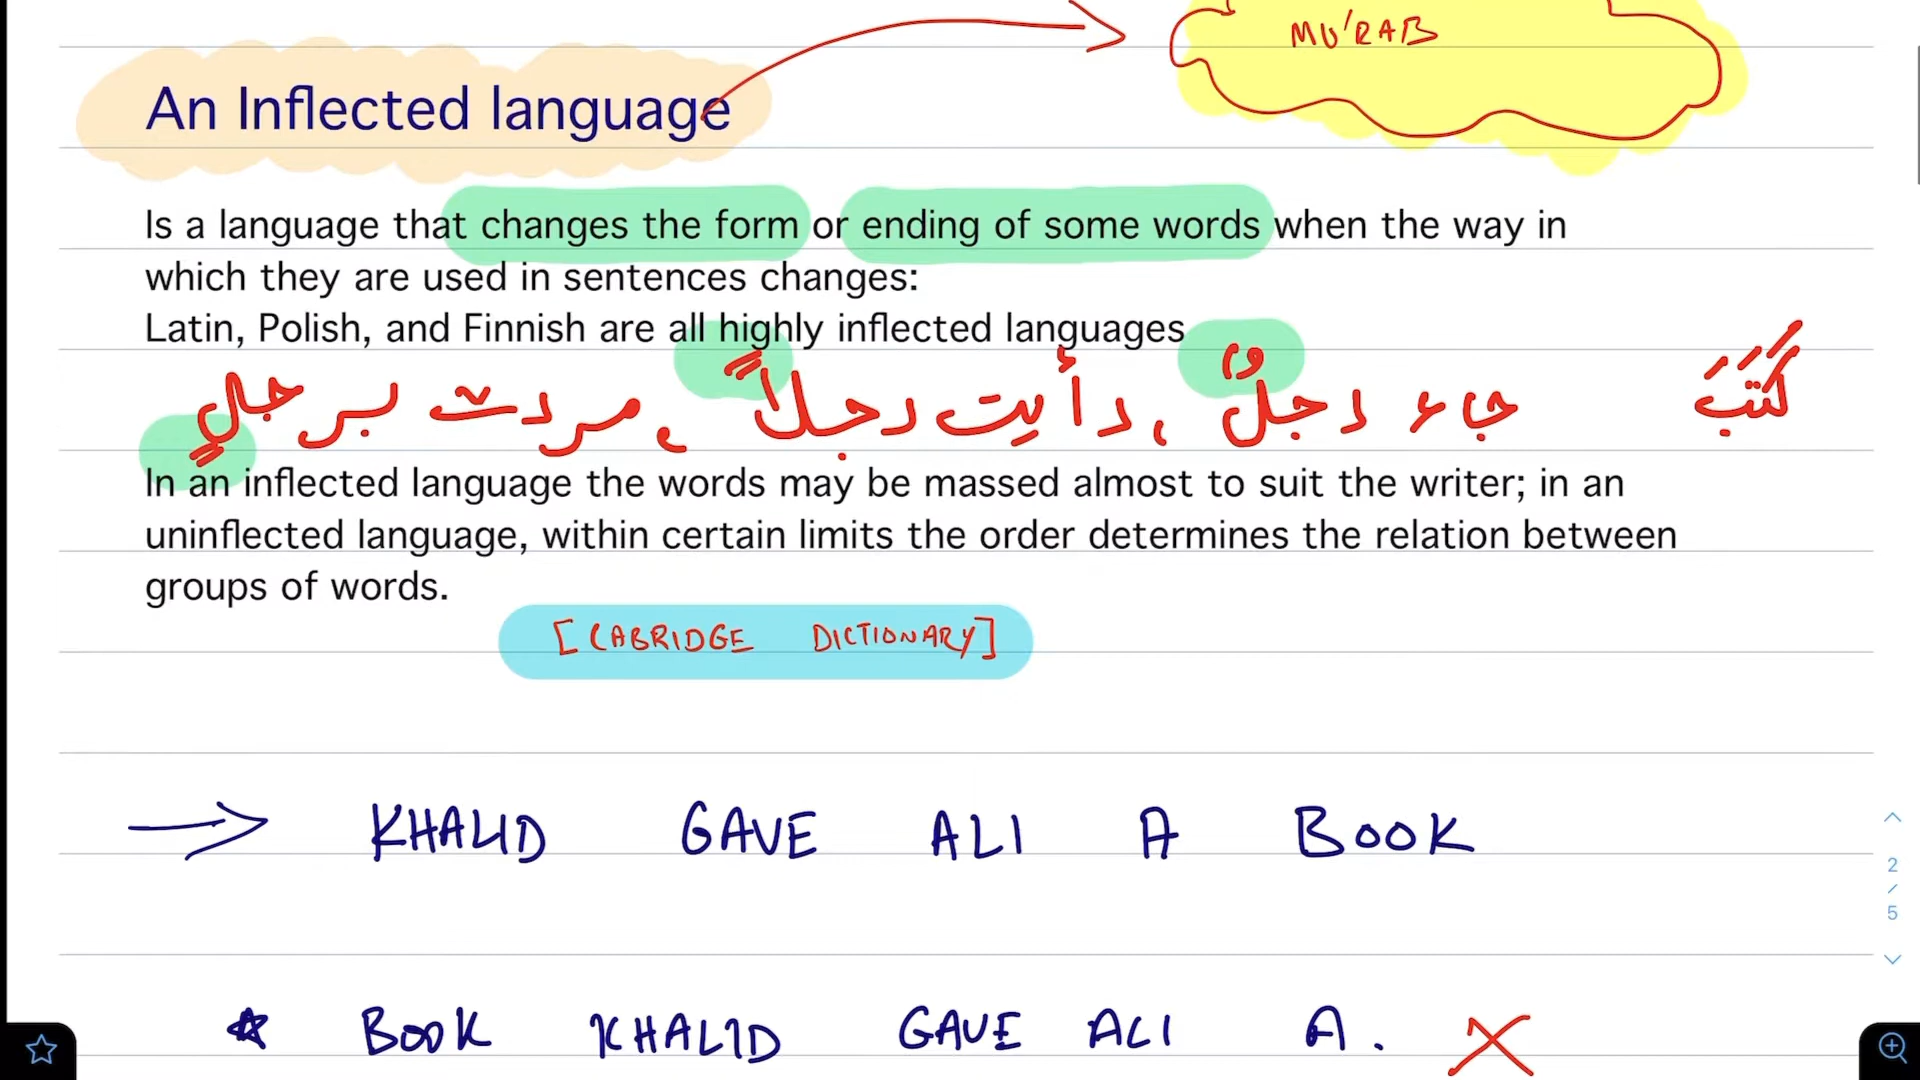 MU'RAB
An Inflected language
Is a language that changes the form or ending of some words when the way in
which they are used in sentences changes:
Latin, Polish, and Finnish are all highly inflected languages
كَتَبَ
جاء رجلٌ ، رأيت رجلاً ، مررت برجلٍ
In an inflected language the words may be massed almost to suit the writer; in an
uninflected language, within certain limits the order determines the relation between
groups of words.
[CABRIDGE DICTIONARY]
KHALID GAVE ALI A BOOK
BOOK KHALID GAVE ALI A.
2
/
5